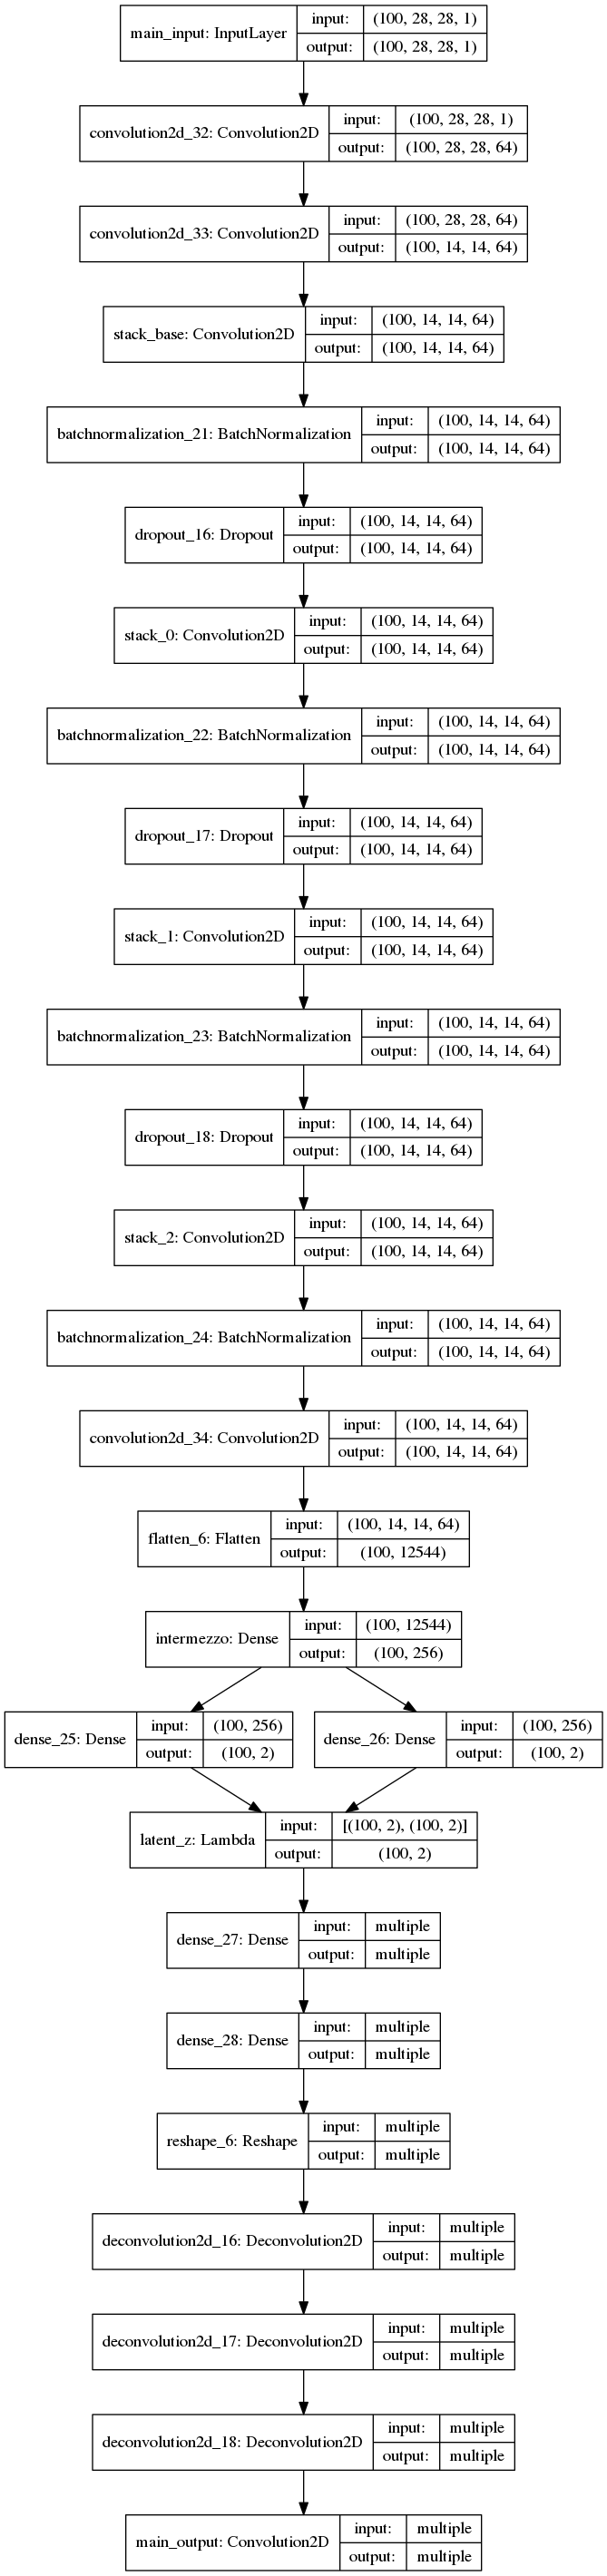 main_input: InputLayer
input: (100, 28, 28, 1)
output: (100, 28, 28, 1)
convolution2d_32: Convolution2D
input: (100, 28, 28, 1)
output: (100, 28, 28, 64)
convolution2d_33: Convolution2D
input: (100, 28, 28, 64)
output: (100, 14, 14, 64)
stack_base: Convolution2D
input: (100, 14, 14, 64)
output: (100, 14, 14, 64)
batchnormalization_21: BatchNormalization
input: (100, 14, 14, 64)
output: (100, 14, 14, 64)
dropout_16: Dropout
input: (100, 14, 14, 64)
output: (100, 14, 14, 64)
stack_0: Convolution2D
input: (100, 14, 14, 64)
output: (100, 14, 14, 64)
batchnormalization_22: BatchNormalization
input: (100, 14, 14, 64)
output: (100, 14, 14, 64)
dropout_17: Dropout
input: (100, 14, 14, 64)
output: (100, 14, 14, 64)
stack_1: Convolution2D
input: (100, 14, 14, 64)
output: (100, 14, 14, 64)
batchnormalization_23: BatchNormalization
input: (100, 14, 14, 64)
output: (100, 14, 14, 64)
dropout_18: Dropout
input: (100, 14, 14, 64)
output: (100, 14, 14, 64)
stack_2: Convolution2D
input: (100, 14, 14, 64)
output: (100, 14, 14, 64)
batchnormalization_24: BatchNormalization
input: (100, 14, 14, 64)
output: (100, 14, 14, 64)
convolution2d_34: Convolution2D
input: (100, 14, 14, 64)
output: (100, 14, 14, 64)
flatten_6: Flatten
input: (100, 14, 14, 64)
output: (100, 12544)
intermezzo: Dense
input: (100, 12544)
output: (100, 256)
dense_25: Dense
input: (100, 256)
output: (100, 2)
dense_26: Dense
input: (100, 256)
output: (100, 2)
latent_z: Lambda
input: [(100, 2), (100, 2)]
output: (100, 2)
dense_27: Dense
input: multiple
output: multiple
dense_28: Dense
input: multiple
output: multiple
reshape_6: Reshape
input: multiple
output: multiple
deconvolution2d_16: Deconvolution2D
input: multiple
output: multiple
deconvolution2d_17: Deconvolution2D
input: multiple
output: multiple
deconvolution2d_18: Deconvolution2D
input: multiple
output: multiple
main_output: Convolution2D
input: multiple
output: multiple